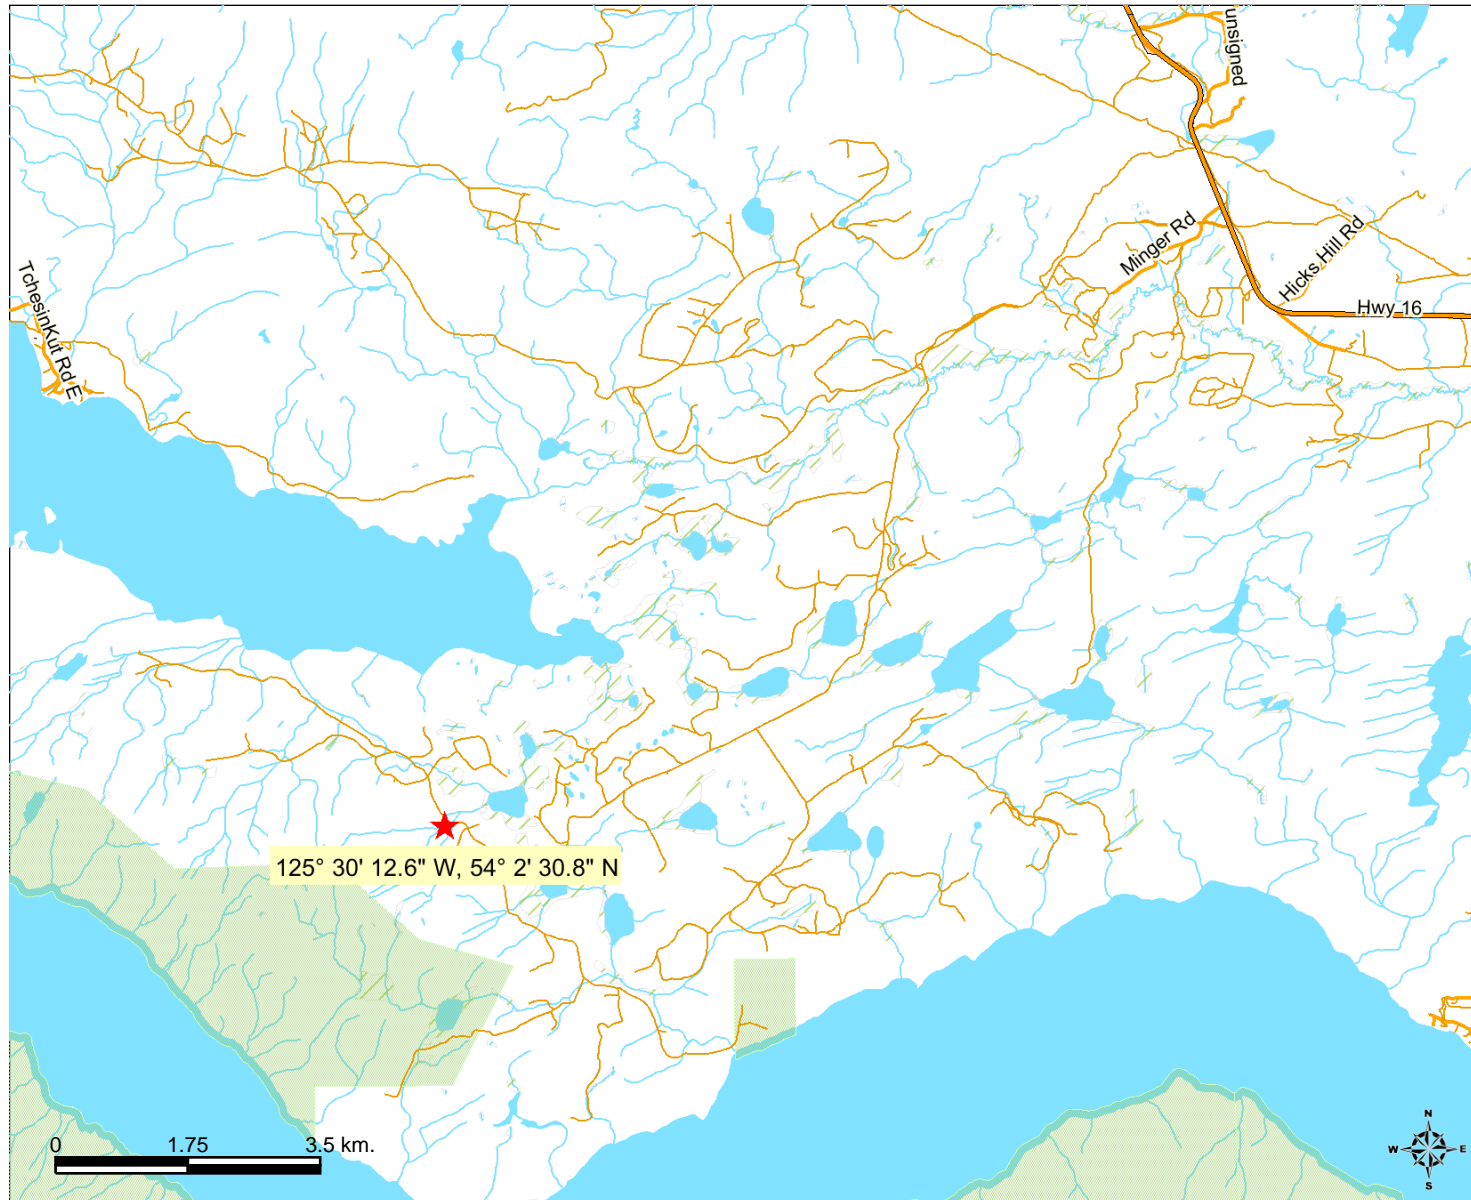 unsigned
Minger Rd
Hicks Hill Rd
TchesinKut Rd E
Hwy 16
125° 30' 12.6" W, 54° 2' 30.8" N
0 1.75 3.5 km.
N
W E
S